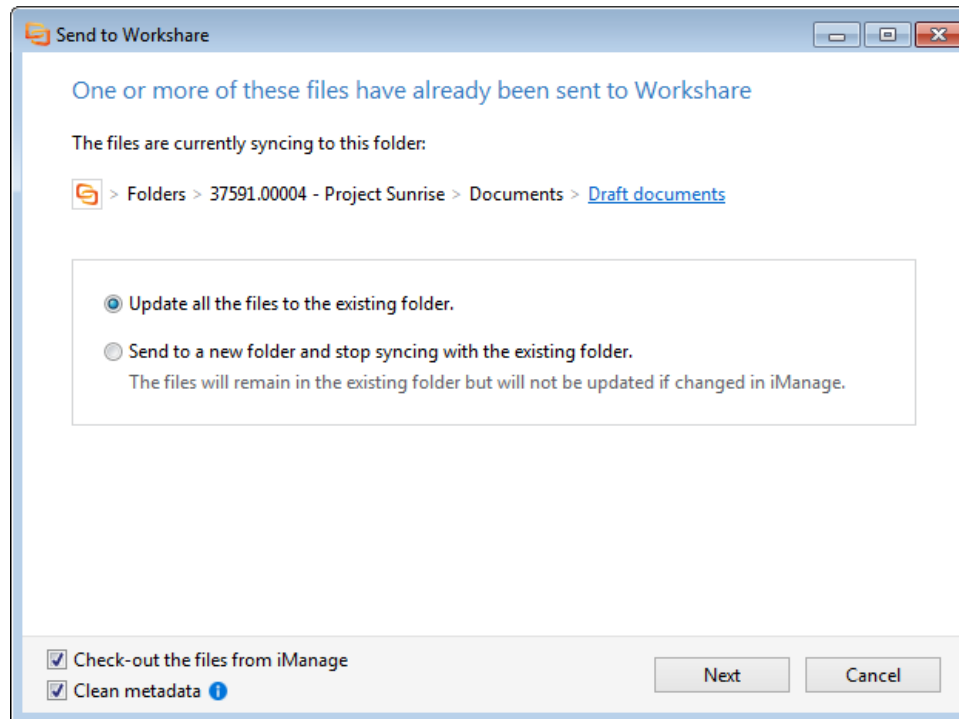 Send to Workshare
One or more of these files have already been sent to Workshare
The files are currently syncing to this folder:
> Folders > 37591.00004 - Project Sunrise > Documents > Draft documents
Update all the files to the existing folder.
Send to a new folder and stop syncing with the existing folder.
The files will remain in the existing folder but will not be updated if changed in iManage.
Check-out the files from iManage
Clean metadata
Next
Cancel